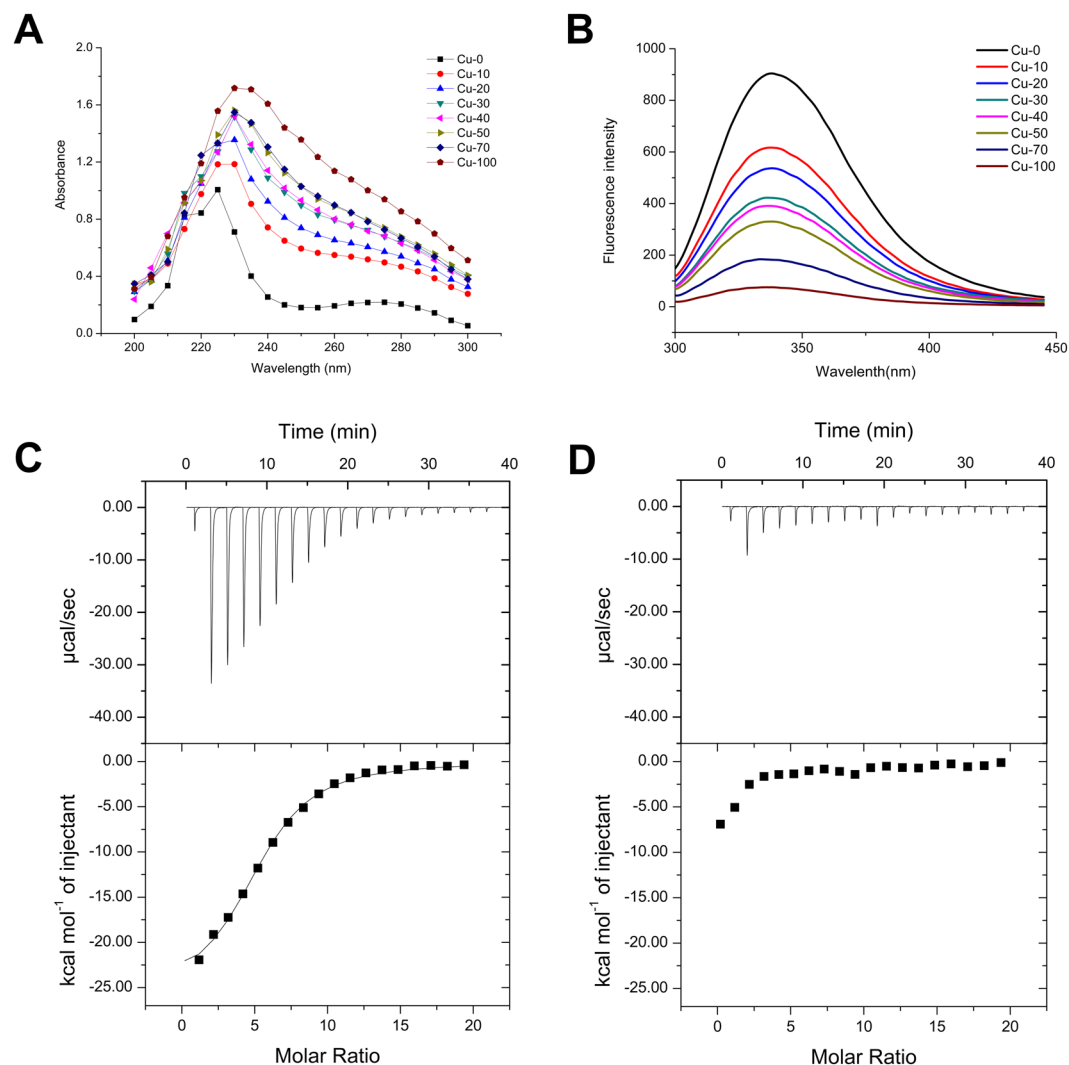 A
2.0
1.6
1.2
0.8
0.4
0.0
Absorbance
200 220 240 260 280 300
Wavelength (nm)
Cu-0
Cu-10
Cu-20
Cu-30
Cu-40
Cu-50
Cu-70
Cu-100
B
1000
800
600
400
200
0
Fluorescence intensity
300 350 400 450
Wavelenth(nm)
Cu-0
Cu-10
Cu-20
Cu-30
Cu-40
Cu-50
Cu-70
Cu-100
C
Time (min)
0 10 20 30 40
0.00
-10.00
-20.00
-30.00
-40.00
µcal/sec
0.00
-5.00
-10.00
-15.00
-20.00
-25.00
kcal mol-1 of injectant
0 5 10 15 20
Molar Ratio
D
Time (min)
0 10 20 30 40
0.00
-10.00
-20.00
-30.00
-40.00
µcal/sec
0.00
-5.00
-10.00
-15.00
-20.00
-25.00
kcal mol-1 of injectant
0 5 10 15 20
Molar Ratio